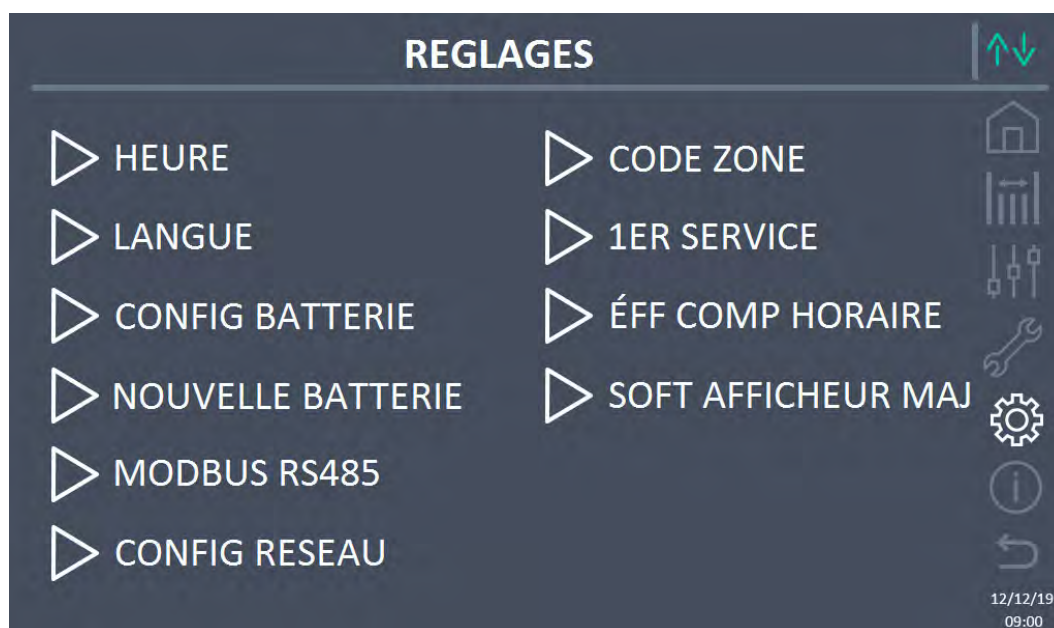 REGLAGES
HEURE
LANGUE
CONFIG BATTERIE
NOUVELLE BATTERIE
MODBUS RS485
CONFIG RESEAU
CODE ZONE
1ER SERVICE
ÉFF COMP HORAIRE
SOFT AFFICHEUR MAJ
12/12/19
09:00